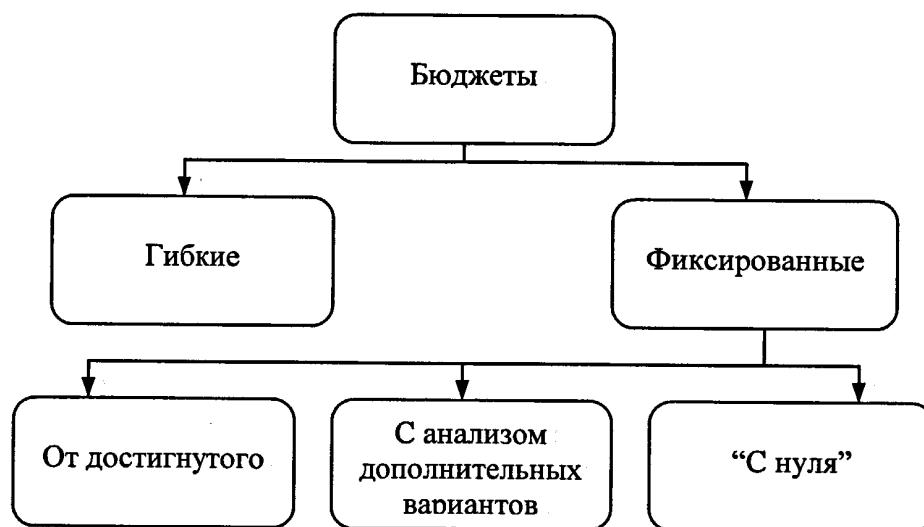 Бюджеты
Гибкие
Фиксированные
От достигнутого
С анализом
дополнительных
вариантов
“С нуля”